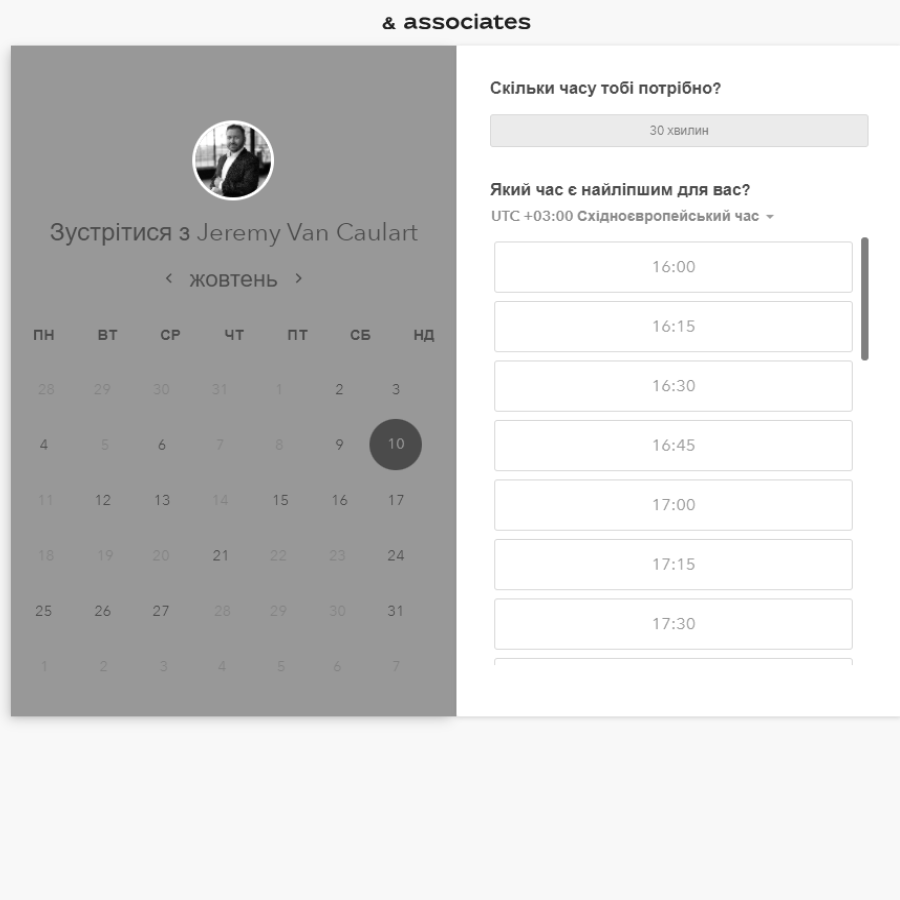 & associates
Зустрітися з Jeremy Van Caulart
жовтень
ПН ВТ СР ЧТ ПТ СБ НД
28 29 30 31 1 2 3
4 5 6 7 8 9 10
11 12 13 14 15 16 17
18 19 20 21 22 23 24
25 26 27 28 29 30 31
1 2 3 4 5 6 7
Скільки часу тобі потрібно?
30 хвилин
Який час є найліпшим для вас?
UTC +03:00 Східноєвропейський час
16:00
16:15
16:30
16:45
17:00
17:15
17:30